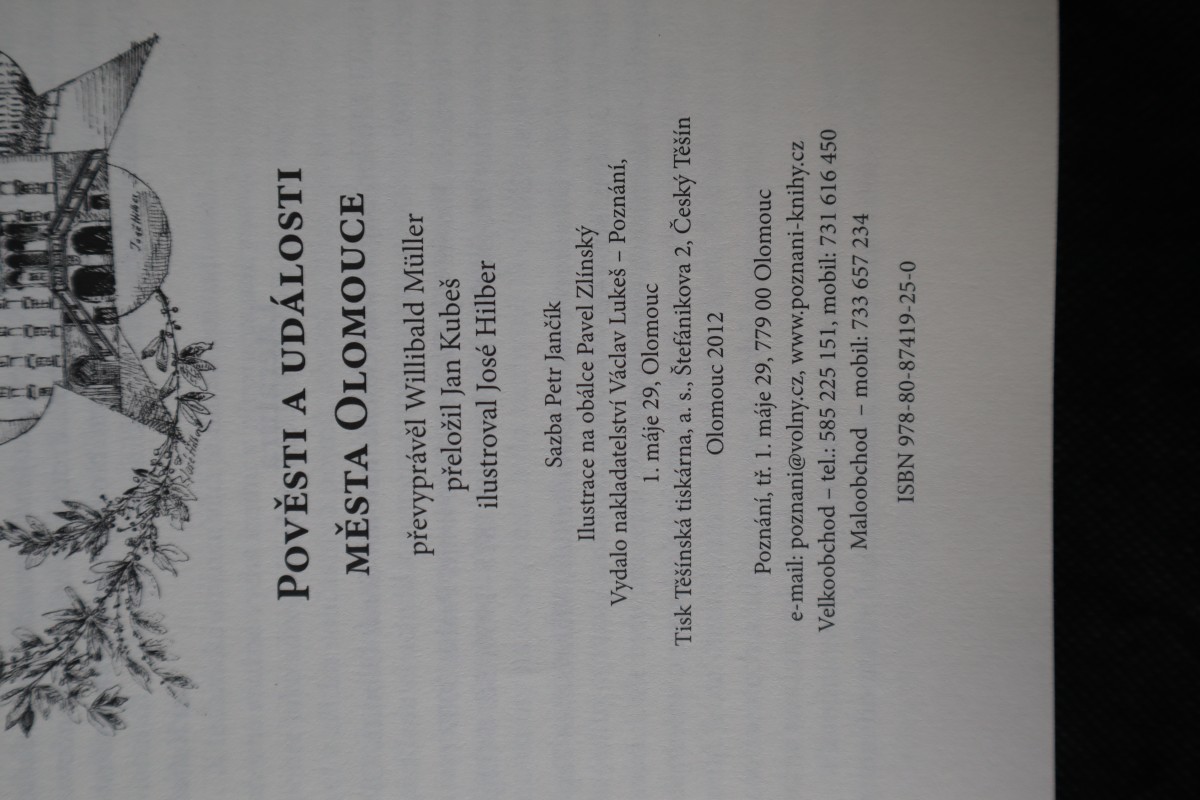 POVĚSTI A UDÁLOSTI
MĚSTA OLOMOUCE
převyprávěl Willibald Müller
přeložil Jan Kubeš
ilustroval José Hilber
Sazba Petr Jančík
Ilustrace na obálce Pavel Zlínský
Vydalo nakladatelství Václav Lukeš – Poznání,
1. máje 29, Olomouc
Tisk Těšínská tiskárna, a. s., Štefánikova 2, Český Těšín
Olomouc 2012
Poznání, tř. 1. máje 29, 779 00 Olomouc
e-mail: poznani@volny.cz, www.poznani-knihy.cz
Velkoobchod – tel.: 585 225 151, mobil: 731 616 450
Maloobchod – mobil: 733 657 234
ISBN 978-80-87419-25-0